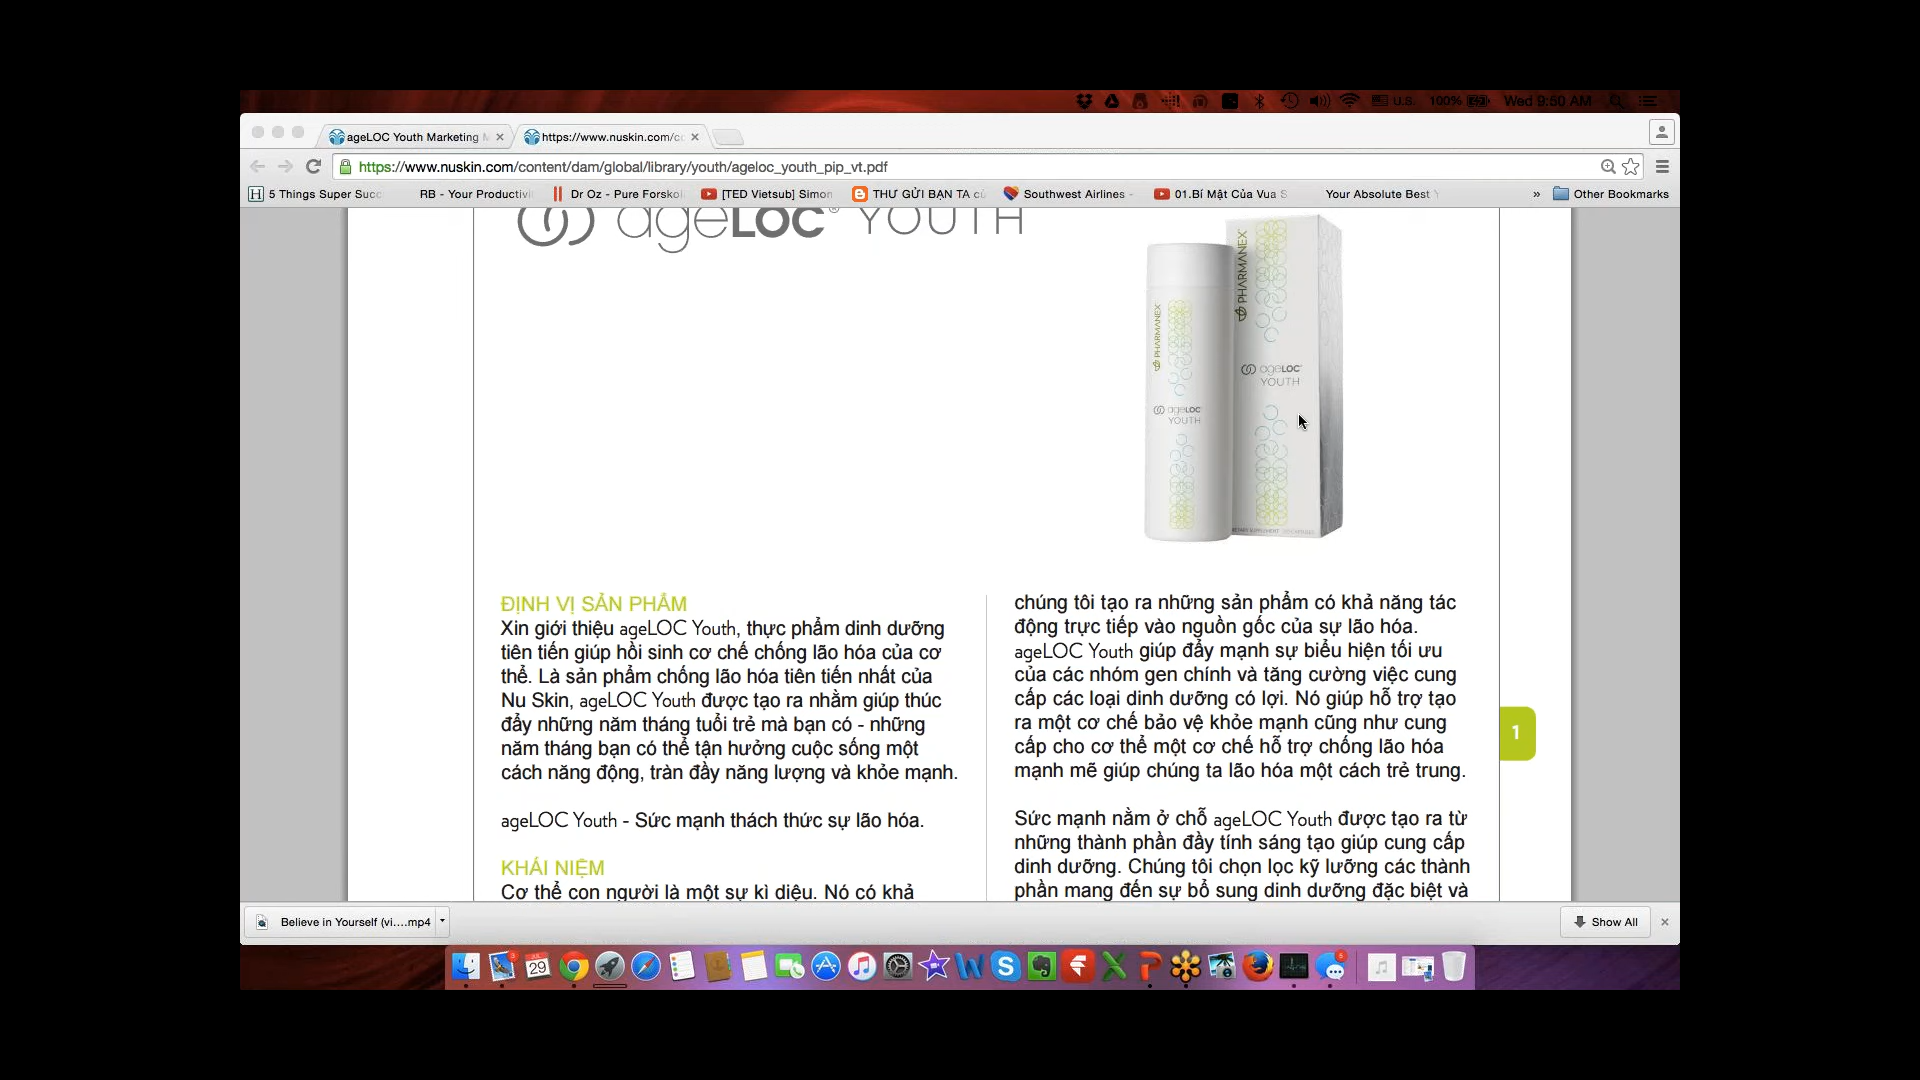 U.S. 100% Wed 9:50 AM
ageLOC Youth Marketing
https://www.nuskin.com/cc
https://www.nuskin.com/content/dam/global/library/youth/ageloc_youth_pip_vt.pdf
5 Things Super Succ
RB - Your Productivi
Dr Oz - Pure Forskol
[TED Vietsub] Simon
THƯ GỬI BẠN TA củ
Southwest Airlines -
01.Bí Mật Của Vua S
Your Absolute Best
» Other Bookmarks
ageLOC® YOUTH
PHARMANEX
ageLOC
YOUTH
PHARMANEX
ageLOC
YOUTH
ĐỊNH VỊ SẢN PHẨM
Xin giới thiệu ageLOC Youth, thực phẩm dinh dưỡng
tiên tiến giúp hồi sinh cơ chế chống lão hóa của cơ
thể. Là sản phẩm chống lão hóa tiên tiến nhất của
Nu Skin, ageLOC Youth được tạo ra nhằm giúp thúc
đẩy những năm tháng tuổi trẻ mà bạn có - những
năm tháng bạn có thể tận hưởng cuộc sống một
cách năng động, tràn đầy năng lượng và khỏe mạnh.
ageLOC Youth - Sức mạnh thách thức sự lão hóa.
KHÁI NIỆM
Cơ thể con người là một sự kì diệu. Nó có khả
chúng tôi tạo ra những sản phẩm có khả năng tác
động trực tiếp vào nguồn gốc của sự lão hóa.
ageLOC Youth giúp đẩy mạnh sự biểu hiện tối ưu
của các nhóm gen chính và tăng cường việc cung
cấp các loại dinh dưỡng có lợi. Nó giúp hỗ trợ tạo
ra một cơ chế bảo vệ khỏe mạnh cũng như cung
cấp cho cơ thể một cơ chế hỗ trợ chống lão hóa
mạnh mẽ giúp chúng ta lão hóa một cách trẻ trung.
Sức mạnh nằm ở chỗ ageLOC Youth được tạo ra từ
những thành phần đầy tính sáng tạo giúp cung cấp
dinh dưỡng. Chúng tôi chọn lọc kỹ lưỡng các thành
phần mang đến sự bổ sung dinh dưỡng đặc biệt và
1
Believe in Yourself (vi....mp4
Show All
JUL
29